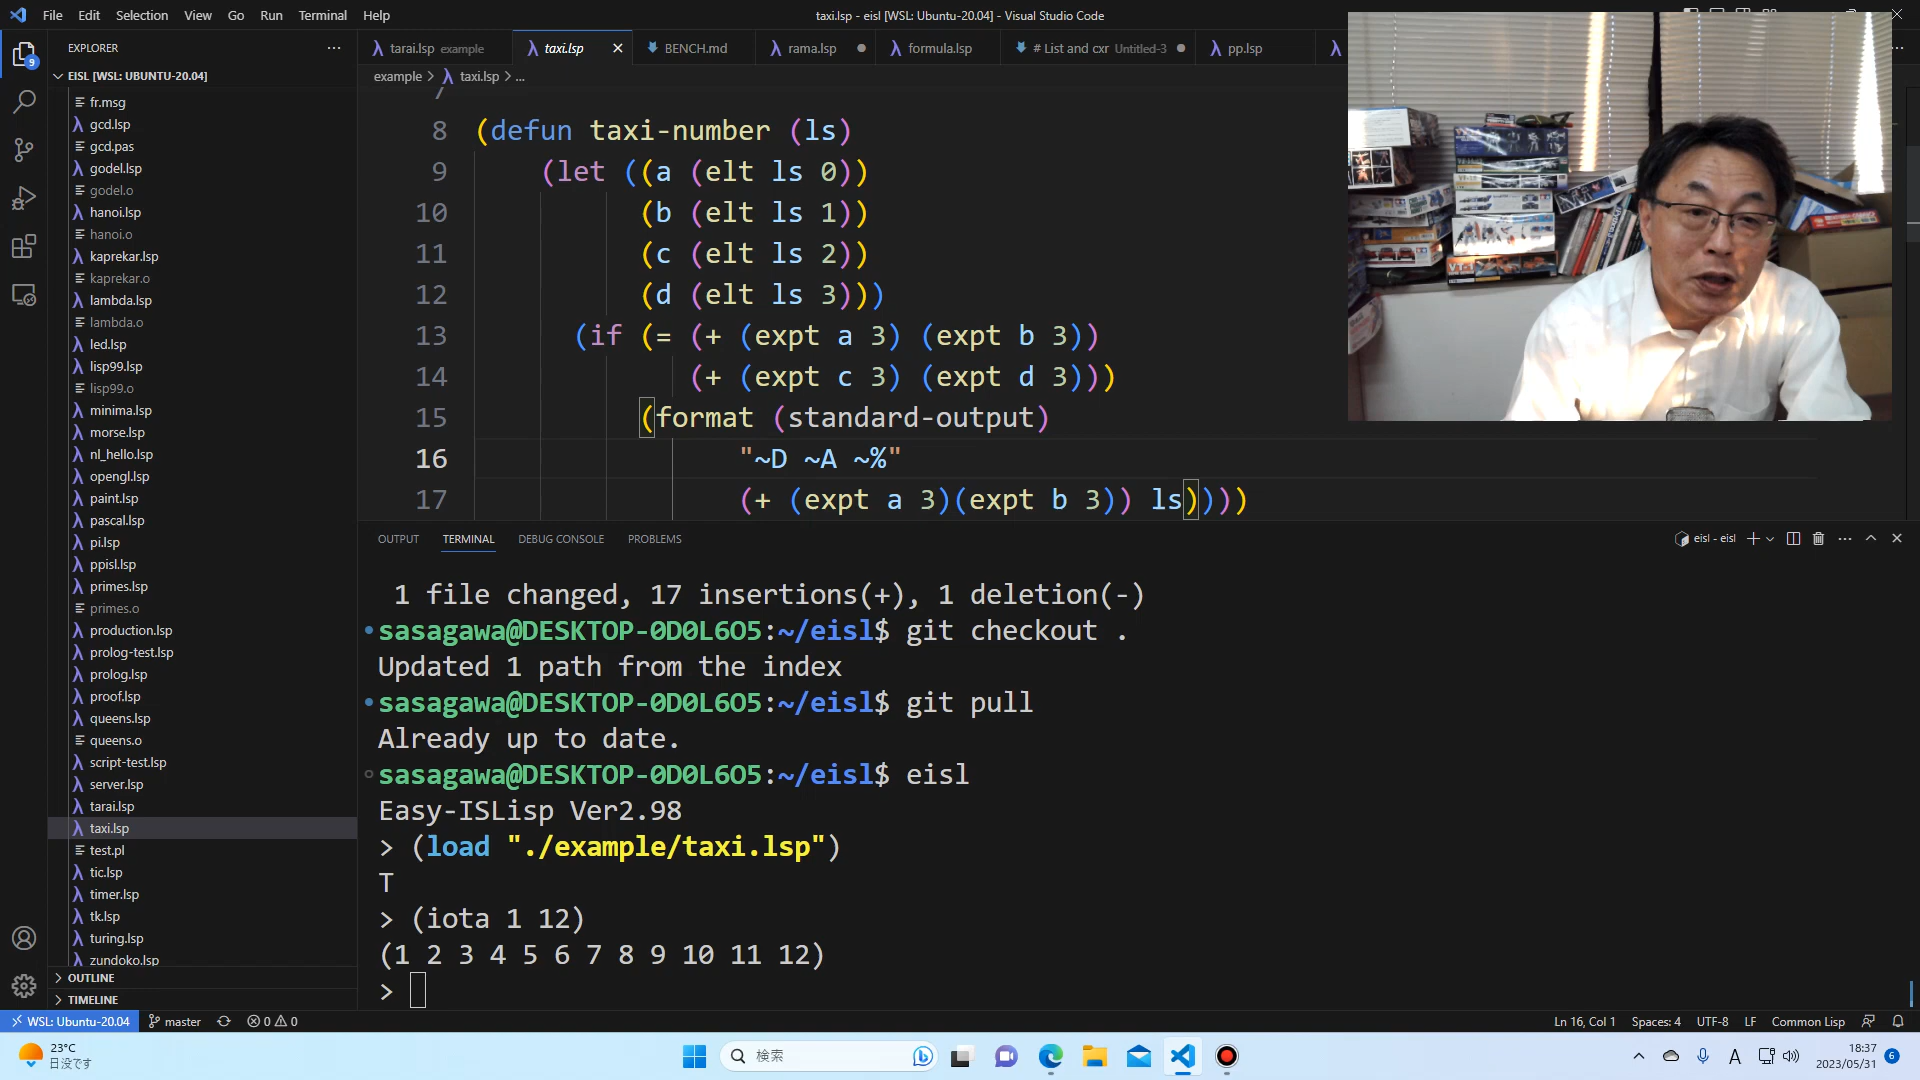 File Edit Selection View Go Run Terminal Help
taxi.lsp - eisl [WSL: Ubuntu-20.04] - Visual Studio Code
EXPLORER
EISL [WSL: UBUNTU-20.04]
fr.msg
gcd.lsp
gcd.pas
godel.lsp
godel.o
hanoi.lsp
hanoi.o
kaprekar.lsp
kaprekar.o
lambda.lsp
lambda.o
led.lsp
lisp99.lsp
lisp99.o
minima.lsp
morse.lsp
nl_hello.lsp
opengl.lsp
paint.lsp
pascal.lsp
pi.lsp
ppisl.lsp
primes.lsp
primes.o
production.lsp
prolog-test.lsp
prolog.lsp
proof.lsp
queens.lsp
queens.o
script-test.lsp
server.lsp
tarai.lsp
taxi.lsp
test.pl
tic.lsp
timer.lsp
tk.lsp
turing.lsp
zundoko.lsp
OUTLINE
TIMELINE
9
tarai.lsp example taxi.lsp BENCH.md rama.lsp formula.lsp # List and cxr Untitled-3 pp.lsp
example > taxi.lsp > ...
7
8 (defun taxi-number (ls)
9 (let ((a (elt ls 0))
10 (b (elt ls 1))
11 (c (elt ls 2))
12 (d (elt ls 3)))
13 (if (= (+ (expt a 3) (expt b 3))
14 (+ (expt c 3) (expt d 3)))
15 (format (standard-output)
16 "~D ~A ~%"
17 (+ (expt a 3)(expt b 3)) ls))))
OUTPUT TERMINAL DEBUG CONSOLE PROBLEMS
eisl - eisl
1 file changed, 17 insertions(+), 1 deletion(-)
sasagawa@DESKTOP-0D0L6O5:~/eisl$ git checkout .
Updated 1 path from the index
sasagawa@DESKTOP-0D0L6O5:~/eisl$ git pull
Already up to date.
sasagawa@DESKTOP-0D0L6O5:~/eisl$ eisl
Easy-ISLisp Ver2.98
> (load "./example/taxi.lsp")
T
> (iota 1 12)
(1 2 3 4 5 6 7 8 9 10 11 12)
>
WSL: Ubuntu-20.04 master 0 0
Ln 16, Col 1 Spaces: 4 UTF-8 LF Common Lisp
23°C
日没です
検索
A
18:37
2023/05/31
6